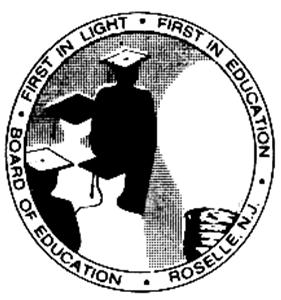 • FIRST IN LIGHT • FIRST IN EDUCATION •
BOARD OF EDUCATION • ROSELLE, N.J. •